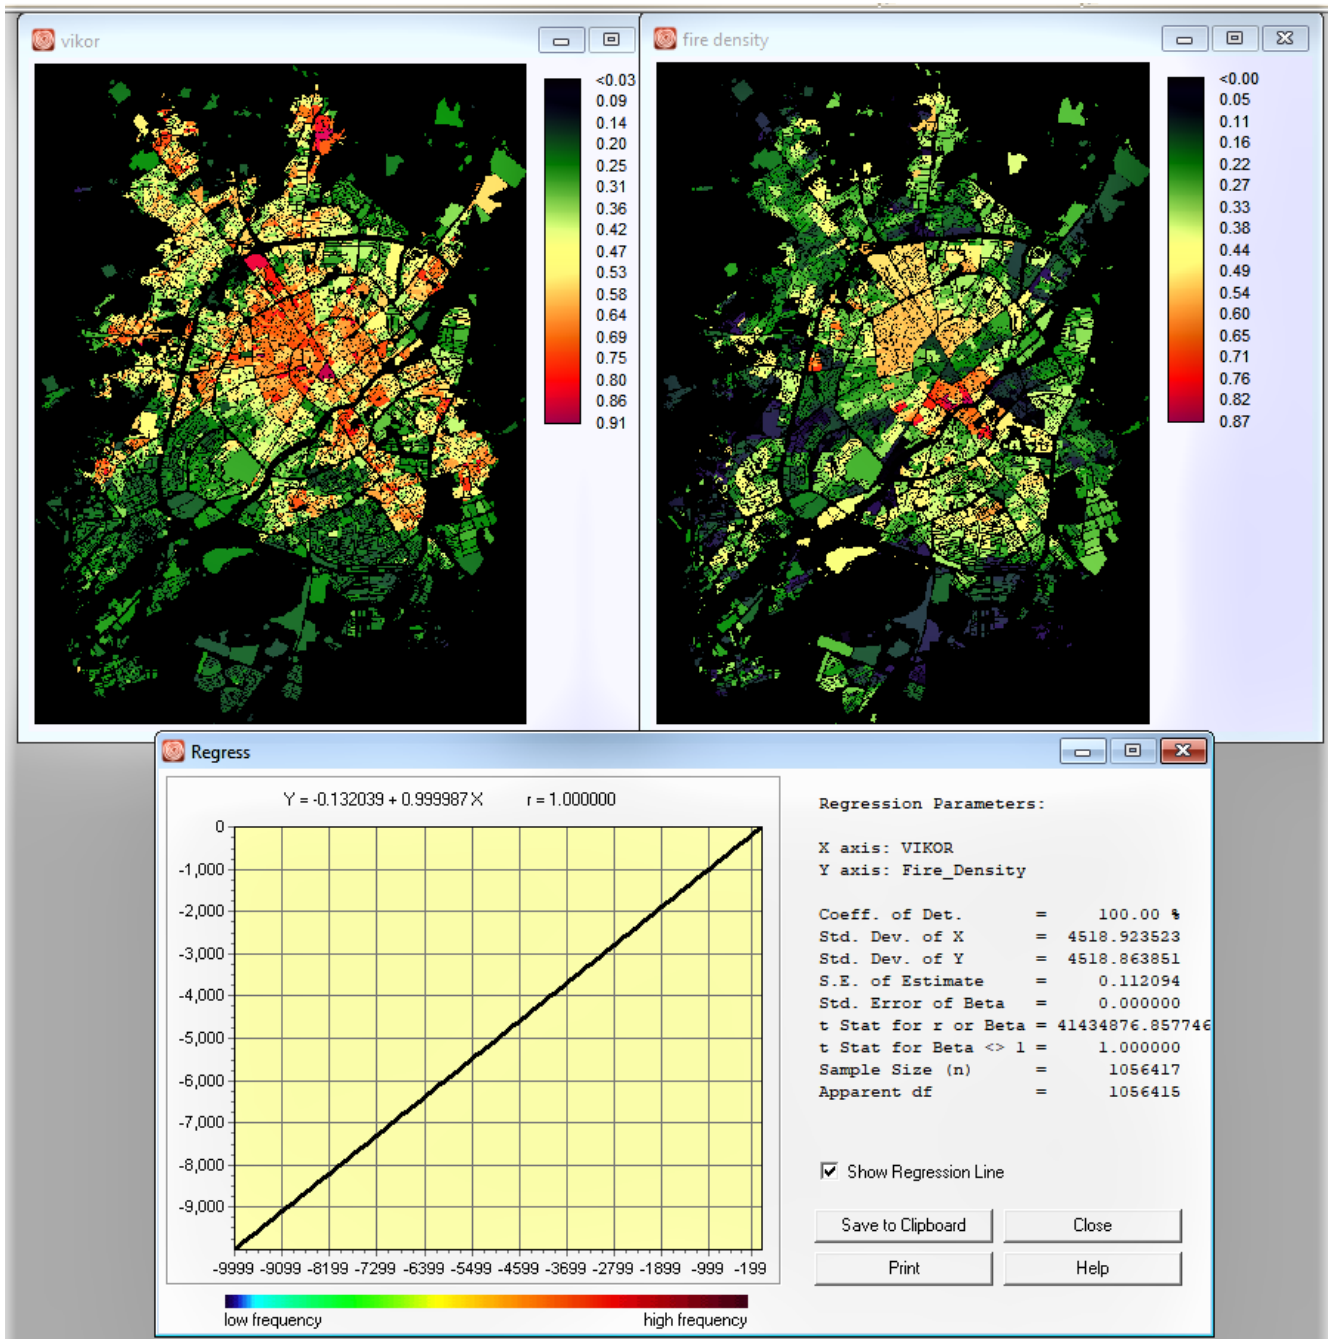 vikor
<0.03
0.09
0.14
0.20
0.25
0.31
0.36
0.42
0.47
0.53
0.58
0.64
0.69
0.75
0.80
0.86
0.91
fire density
<0.00
0.05
0.11
0.16
0.22
0.27
0.33
0.38
0.44
0.49
0.54
0.60
0.65
0.71
0.76
0.82
0.87
Regress
Y = -0.132039 + 0.999987 X r = 1.000000
0
-1,000
-2,000
-3,000
-4,000
-5,000
-6,000
-7,000
-8,000
-9,000
-9999 -9099 -8199 -7299 -6399 -5499 -4599 -3699 -2799 -1899 -999 -199
low frequency high frequency
Regression Parameters:
X axis: VIKOR
Y axis: Fire_Density
Coeff. of Det. = 100.00 %
Std. Dev. of X = 4518.923523
Std. Dev. of Y = 4518.863851
S.E. of Estimate = 0.112094
Std. Error of Beta = 0.000000
t Stat for r or Beta = 41434876.857746
t Stat for Beta <> 1 = 1.000000
Sample Size (n) = 1056417
Apparent df = 1056415
Show Regression Line
Save to Clipboard Close
Print Help